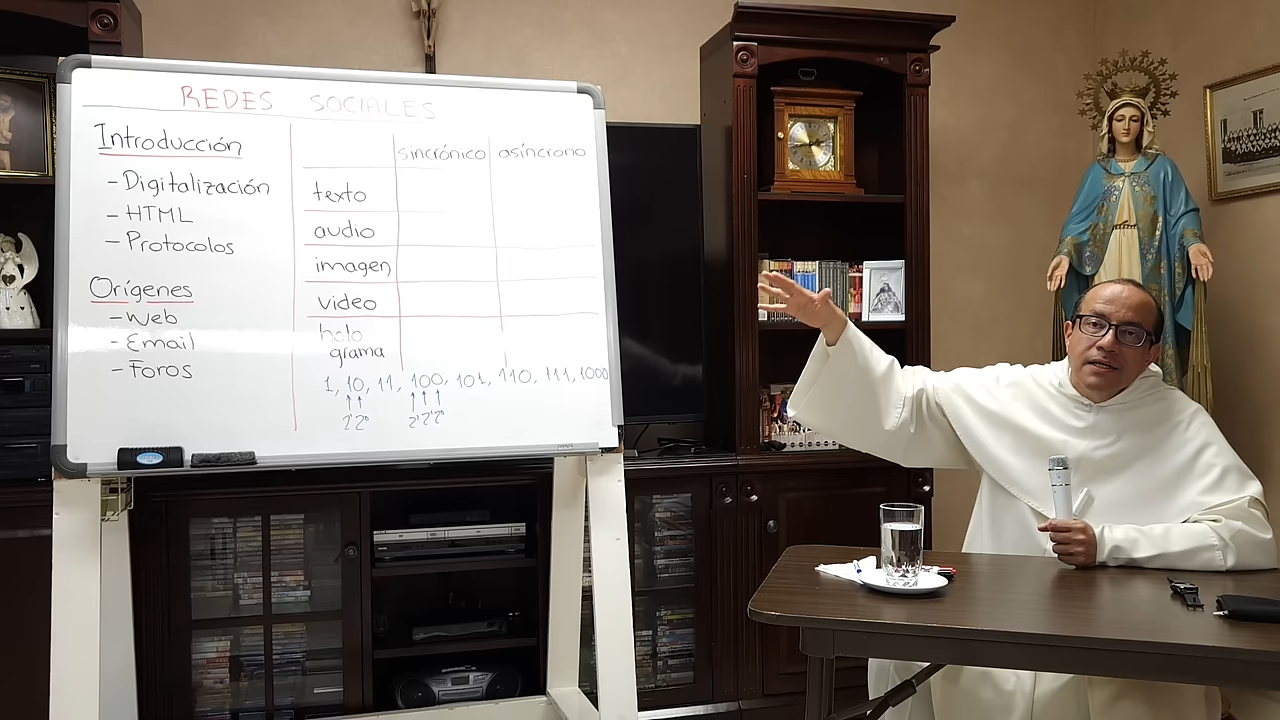 REDES SOCIALES
Introducción
- Digitalización
- HTML
- Protocolos
Orígenes
- Web
- Email
- Foros
sincrónico asíncrono
texto
audio
imagen
video
holo
grama
1, 10, 11, 100, 101, 110, 111, 1000